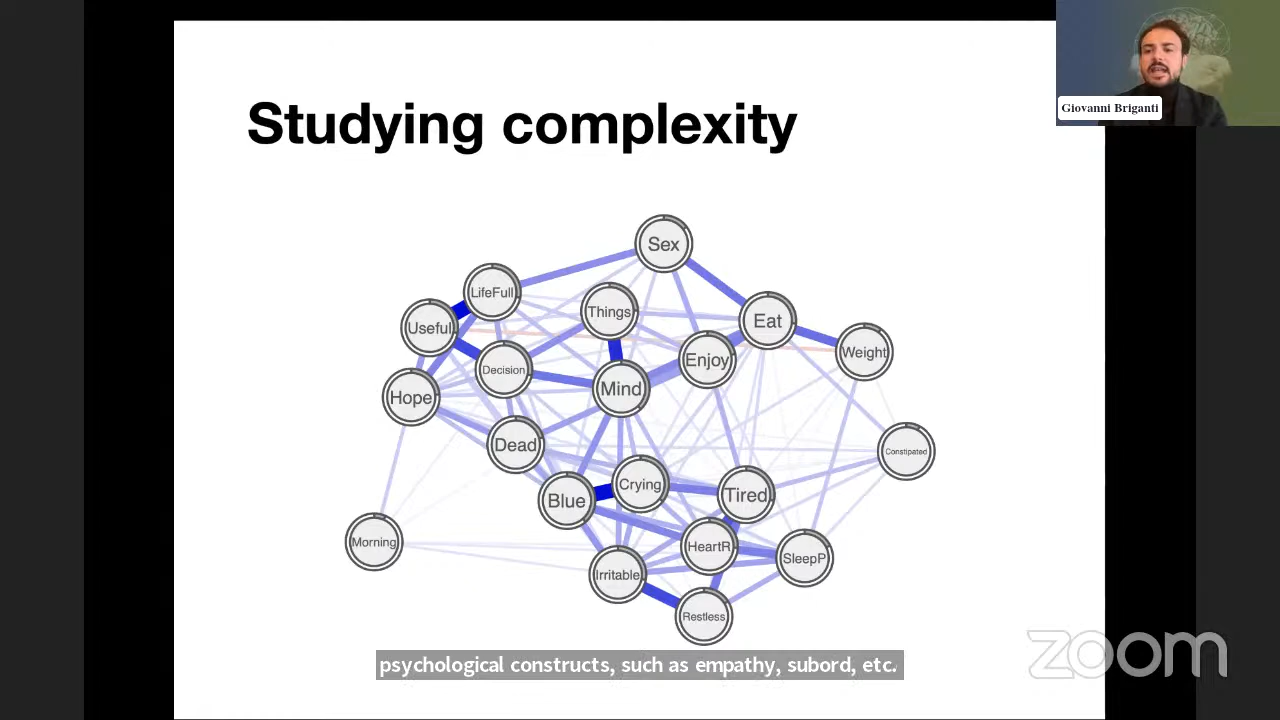 Giovanni Briganti
Studying complexity
Sex
LifeFull
Things
Useful
Eat
Weight
Enjoy
Decision
Mind
Hope
Dead
Constipated
Crying
Blue
Tired
Morning
HeartR
SleepP
Irritable
Restless
psychological constructs, such as empathy, subord, etc.
zoom